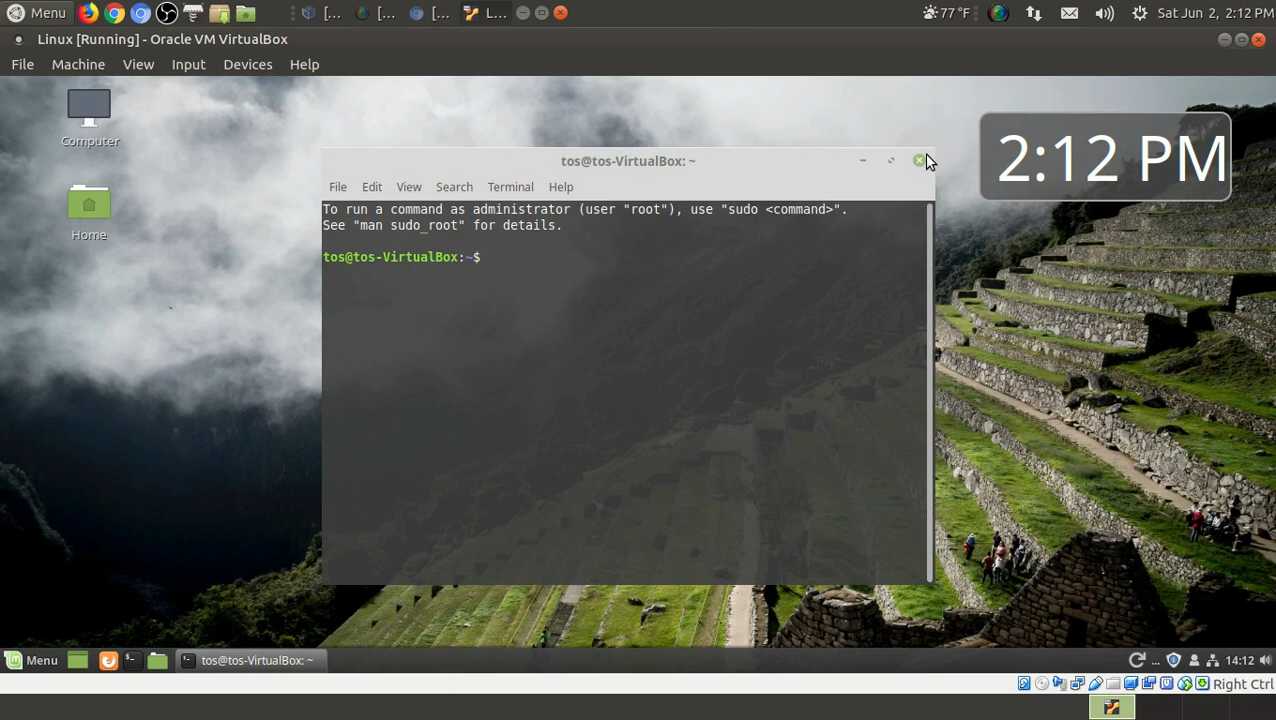 Menu
[...
[...
[...
L...
77 °F
Sat Jun 2, 2:12 PM
Linux [Running] - Oracle VM VirtualBox
File Machine View Input Devices Help
Computer
Home
2:12 PM
tos@tos-VirtualBox: ~
File Edit View Search Terminal Help
To run a command as administrator (user "root"), use "sudo <command>".
See "man sudo_root" for details.
tos@tos-VirtualBox:~$
Menu
tos@tos-VirtualBox: ~
...
14:12
Right Ctrl